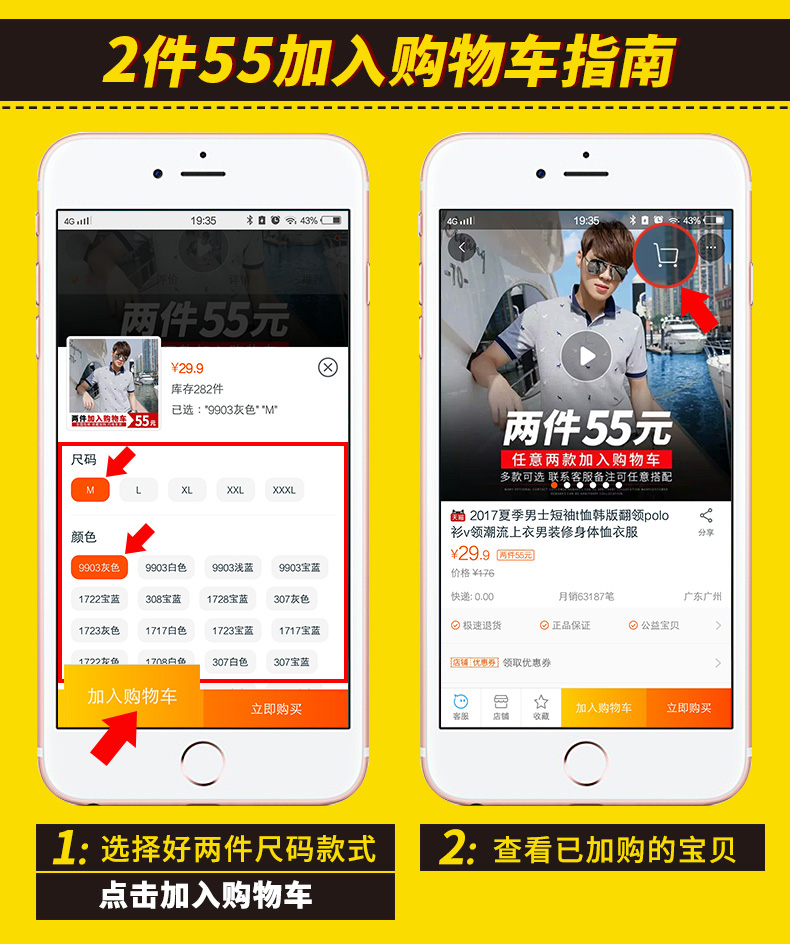 2件55加入购物车指南
4G 19:35 43%
两件55元
¥29.9
库存282件
已选："9903灰色" "M"
两件加入购物车 55元
尺码
M L XL XXL XXXL
颜色
9903灰色 9903白色 9903浅蓝 9903宝蓝
1722宝蓝 308宝蓝 1728宝蓝 307灰色
1723灰色 1717白色 1723宝蓝 1717宝蓝
1722灰色 1708白色 307白色 307宝蓝
加入购物车 立即购买
4G 19:35 43%
两件55元
任意两款加入购物车
多款可选 联系客服备注可任意搭配
天猫 2017夏季男士短袖t恤韩版翻领polo
衫v领潮流上衣男装修身体恤衣服
分享
¥29.9 两件55元
价格 ¥176
快递: 0.00 月销63187笔 广东广州
极速退货 正品保证 公益宝贝
店铺优惠券 领取优惠券
客服 店铺 收藏 加入购物车 立即购买
1: 选择好两件尺码款式
点击加入购物车
2: 查看已加购的宝贝